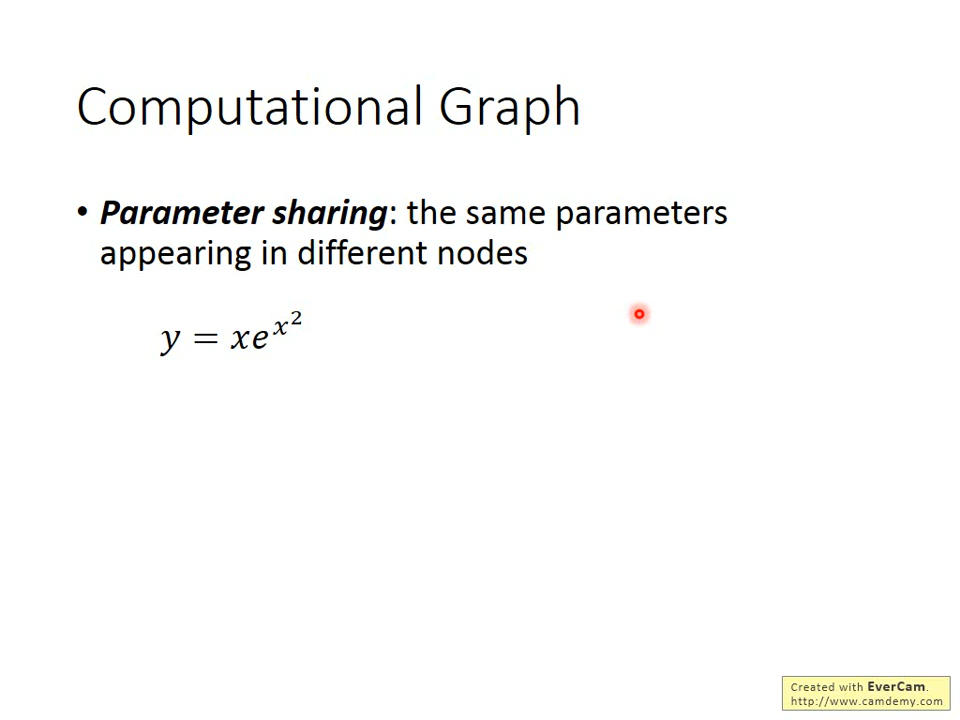 Computational Graph
• Parameter sharing: the same parameters
appearing in different nodes
y = xe^{x^2}
Created with EverCam.
http://www.camdemy.com